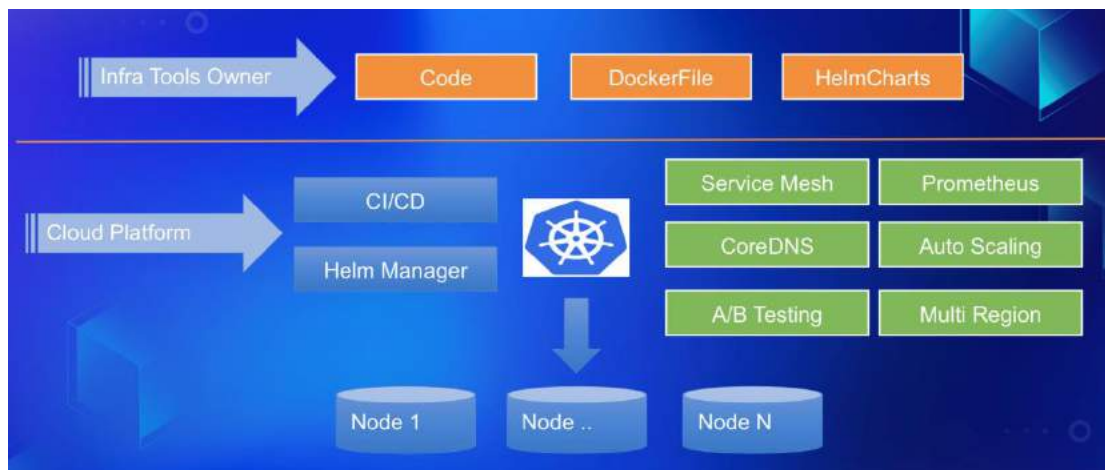 Infra Tools Owner
Code
DockerFile
HelmCharts
Cloud Platform
CI/CD
Helm Manager
Service Mesh
Prometheus
CoreDNS
Auto Scaling
A/B Testing
Multi Region
Node 1
Node ..
Node N